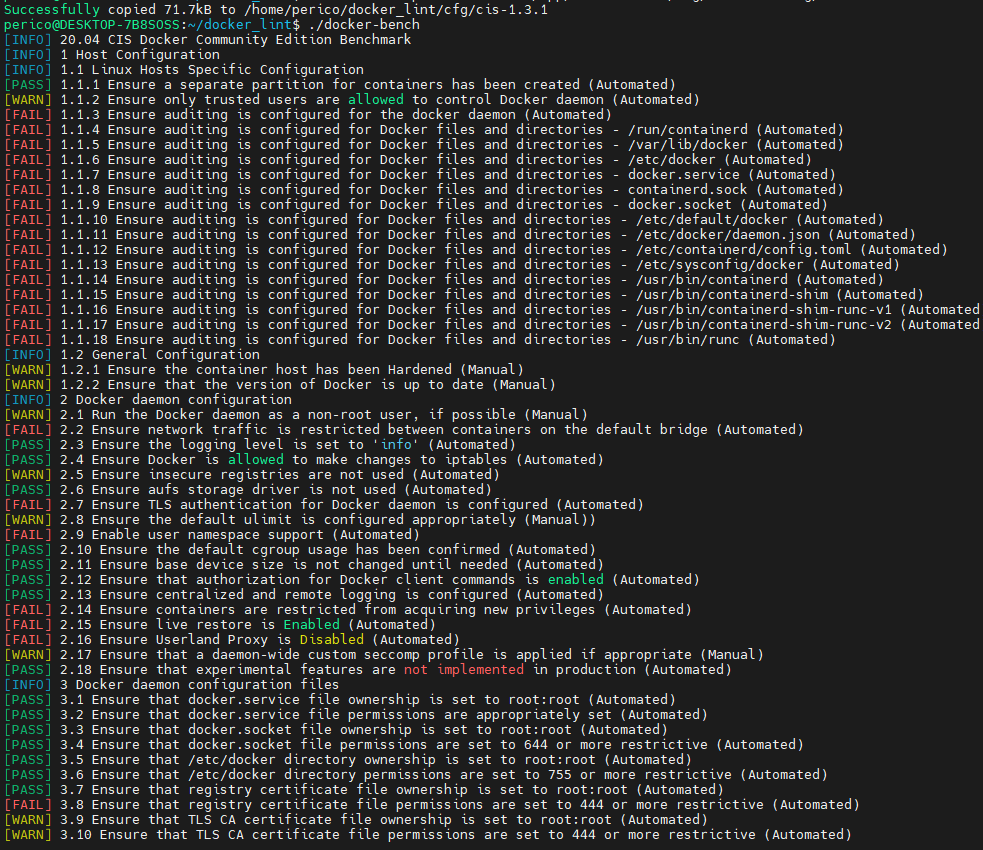 Successfully copied 71.7kB to /home/perico/docker_lint/cfg/cis-1.3.1
perico@DESKTOP-7B8SOSS:~/docker_lint$ ./docker-bench
[INFO] 20.04 CIS Docker Community Edition Benchmark
[INFO] 1 Host Configuration
[INFO] 1.1 Linux Hosts Specific Configuration
[PASS] 1.1.1 Ensure a separate partition for containers has been created (Automated)
[WARN] 1.1.2 Ensure only trusted users are allowed to control Docker daemon (Automated)
[FAIL] 1.1.3 Ensure auditing is configured for the docker daemon (Automated)
[FAIL] 1.1.4 Ensure auditing is configured for Docker files and directories - /run/containerd (Automated)
[FAIL] 1.1.5 Ensure auditing is configured for Docker files and directories - /var/lib/docker (Automated)
[FAIL] 1.1.6 Ensure auditing is configured for Docker files and directories - /etc/docker (Automated)
[FAIL] 1.1.7 Ensure auditing is configured for Docker files and directories - docker.service (Automated)
[FAIL] 1.1.8 Ensure auditing is configured for Docker files and directories - containerd.sock (Automated)
[FAIL] 1.1.9 Ensure auditing is configured for Docker files and directories - docker.socket (Automated)
[FAIL] 1.1.10 Ensure auditing is configured for Docker files and directories - /etc/default/docker (Automated)
[FAIL] 1.1.11 Ensure auditing is configured for Docker files and directories - /etc/docker/daemon.json (Automated)
[FAIL] 1.1.12 Ensure auditing is configured for Docker files and directories - /etc/containerd/config.toml (Automated)
[FAIL] 1.1.13 Ensure auditing is configured for Docker files and directories - /etc/sysconfig/docker (Automated)
[FAIL] 1.1.14 Ensure auditing is configured for Docker files and directories - /usr/bin/containerd (Automated)
[FAIL] 1.1.15 Ensure auditing is configured for Docker files and directories - /usr/bin/containerd-shim (Automated)
[FAIL] 1.1.16 Ensure auditing is configured for Docker files and directories - /usr/bin/containerd-shim-runc-v1 (Automated
[FAIL] 1.1.17 Ensure auditing is configured for Docker files and directories - /usr/bin/containerd-shim-runc-v2 (Automated
[FAIL] 1.1.18 Ensure auditing is configured for Docker files and directories - /usr/bin/runc (Automated)
[INFO] 1.2 General Configuration
[WARN] 1.2.1 Ensure the container host has been Hardened (Manual)
[WARN] 1.2.2 Ensure that the version of Docker is up to date (Manual)
[INFO] 2 Docker daemon configuration
[WARN] 2.1 Run the Docker daemon as a non-root user, if possible (Manual)
[FAIL] 2.2 Ensure network traffic is restricted between containers on the default bridge (Automated)
[PASS] 2.3 Ensure the logging level is set to 'info' (Automated)
[PASS] 2.4 Ensure Docker is allowed to make changes to iptables (Automated)
[WARN] 2.5 Ensure insecure registries are not used (Automated)
[PASS] 2.6 Ensure aufs storage driver is not used (Automated)
[FAIL] 2.7 Ensure TLS authentication for Docker daemon is configured (Automated)
[WARN] 2.8 Ensure the default ulimit is configured appropriately (Manual))
[FAIL] 2.9 Enable user namespace support (Automated)
[PASS] 2.10 Ensure the default cgroup usage has been confirmed (Automated)
[PASS] 2.11 Ensure base device size is not changed until needed (Automated)
[PASS] 2.12 Ensure that authorization for Docker client commands is enabled (Automated)
[PASS] 2.13 Ensure centralized and remote logging is configured (Automated)
[FAIL] 2.14 Ensure containers are restricted from acquiring new privileges (Automated)
[FAIL] 2.15 Ensure live restore is Enabled (Automated)
[FAIL] 2.16 Ensure Userland Proxy is Disabled (Automated)
[WARN] 2.17 Ensure that a daemon-wide custom seccomp profile is applied if appropriate (Manual)
[PASS] 2.18 Ensure that experimental features are not implemented in production (Automated)
[INFO] 3 Docker daemon configuration files
[PASS] 3.1 Ensure that docker.service file ownership is set to root:root (Automated)
[PASS] 3.2 Ensure that docker.service file permissions are appropriately set (Automated)
[PASS] 3.3 Ensure that docker.socket file ownership is set to root:root (Automated)
[PASS] 3.4 Ensure that docker.socket file permissions are set to 644 or more restrictive (Automated)
[PASS] 3.5 Ensure that /etc/docker directory ownership is set to root:root (Automated)
[PASS] 3.6 Ensure that /etc/docker directory permissions are set to 755 or more restrictive (Automated)
[PASS] 3.7 Ensure that registry certificate file ownership is set to root:root (Automated)
[FAIL] 3.8 Ensure that registry certificate file permissions are set to 444 or more restrictive (Automated)
[WARN] 3.9 Ensure that TLS CA certificate file ownership is set to root:root (Automated)
[WARN] 3.10 Ensure that TLS CA certificate file permissions are set to 444 or more restrictive (Automated)